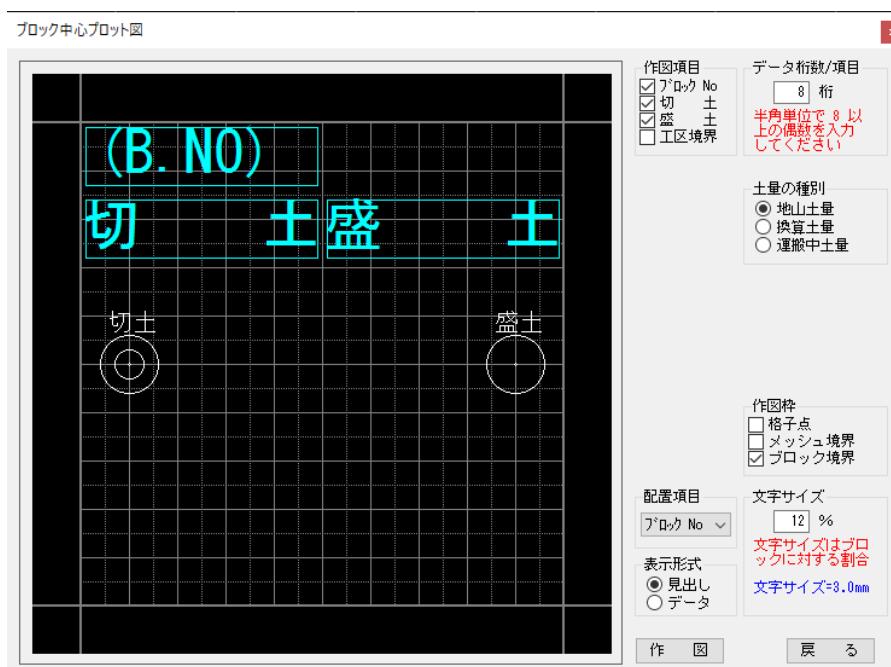 ブロック中心プロット図
(B.NO)
切 土 盛 土
切土 盛土
作図項目
ブロック No
切 土
盛 土
工区境界
データ桁数/項目
8 桁
半角単位で 8 以
上の偶数を入力
してください
土量の種別
地山土量
換算土量
運搬中土量
作図枠
格子点
メッシュ境界
ブロック境界
配置項目
ブロック No
表示形式
見出し
データ
文字サイズ
12 %
文字サイズはブロ
ックに対する割合
文字サイズ=3.0mm
作 図 戻 る